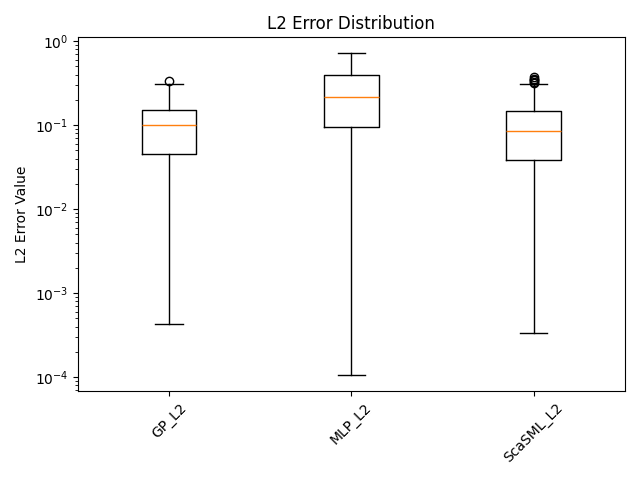 L2 Error Distribution
L2 Error Value
10⁰
10⁻¹
10⁻²
10⁻³
10⁻⁴
GP_L2
MLP_L2
ScaSML_L2